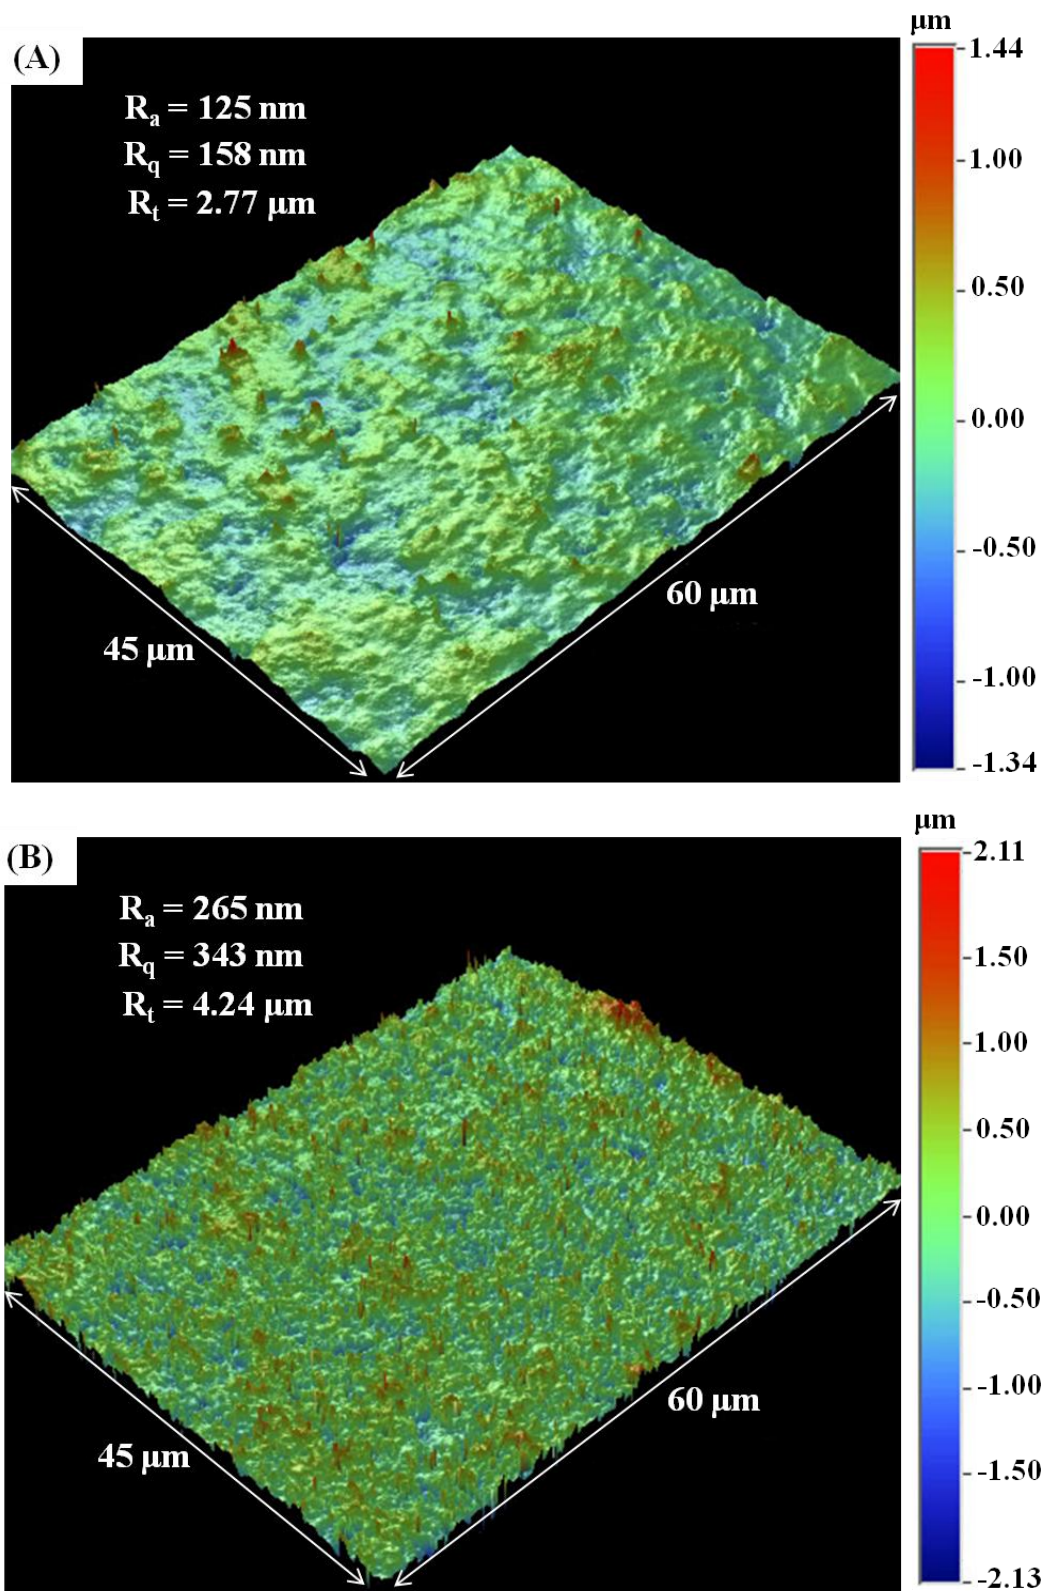 (A)
Rₐ = 125 nm
R_q = 158 nm
Rₜ = 2.77 μm
45 μm
60 μm
μm
1.44
1.00
0.50
0.00
-0.50
-1.00
-1.34
(B)
Rₐ = 265 nm
R_q = 343 nm
Rₜ = 4.24 μm
45 μm
60 μm
μm
2.11
1.50
1.00
0.50
0.00
-0.50
-1.00
-1.50
-2.13